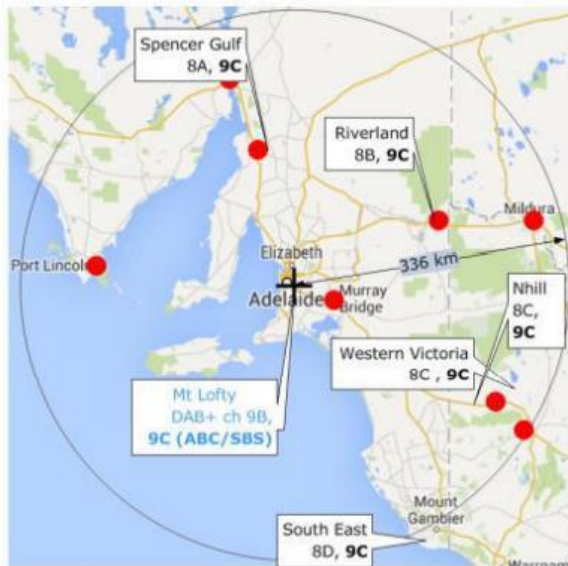 Spencer Gulf
8A, 9C
Riverland
8B, 9C
Mildura
Port Lincoln
Elizabeth
336 km
Adelaide
Murray
Bridge
Nhill
8C,
9C
Western Victoria
8C , 9C
Mt Lofty
DAB+ ch 9B,
9C (ABC/SBS)
Mount
Gambier
South East
8D, 9C